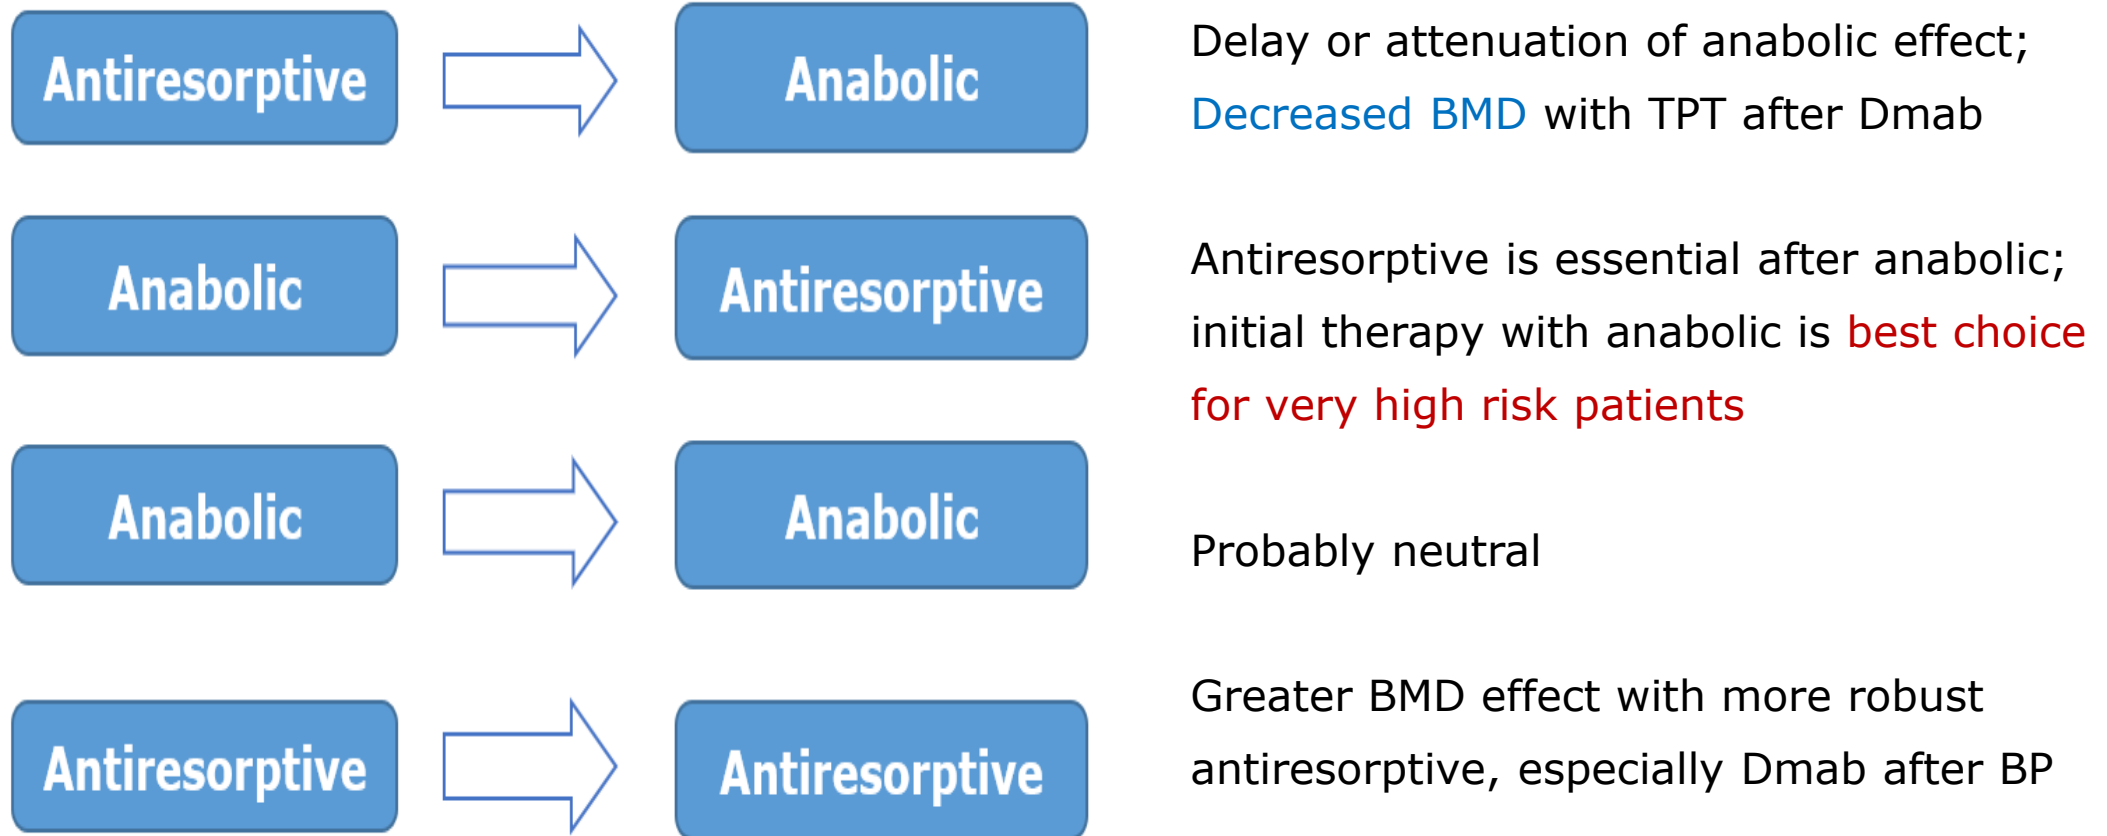 Antiresorptive
Anabolic
Delay or attenuation of anabolic effect;
Decreased BMD with TPT after Dmab
Anabolic
Antiresorptive
Antiresorptive is essential after anabolic;
initial therapy with anabolic is best choice
for very high risk patients
Anabolic
Anabolic
Probably neutral
Antiresorptive
Antiresorptive
Greater BMD effect with more robust
antiresorptive, especially Dmab after BP